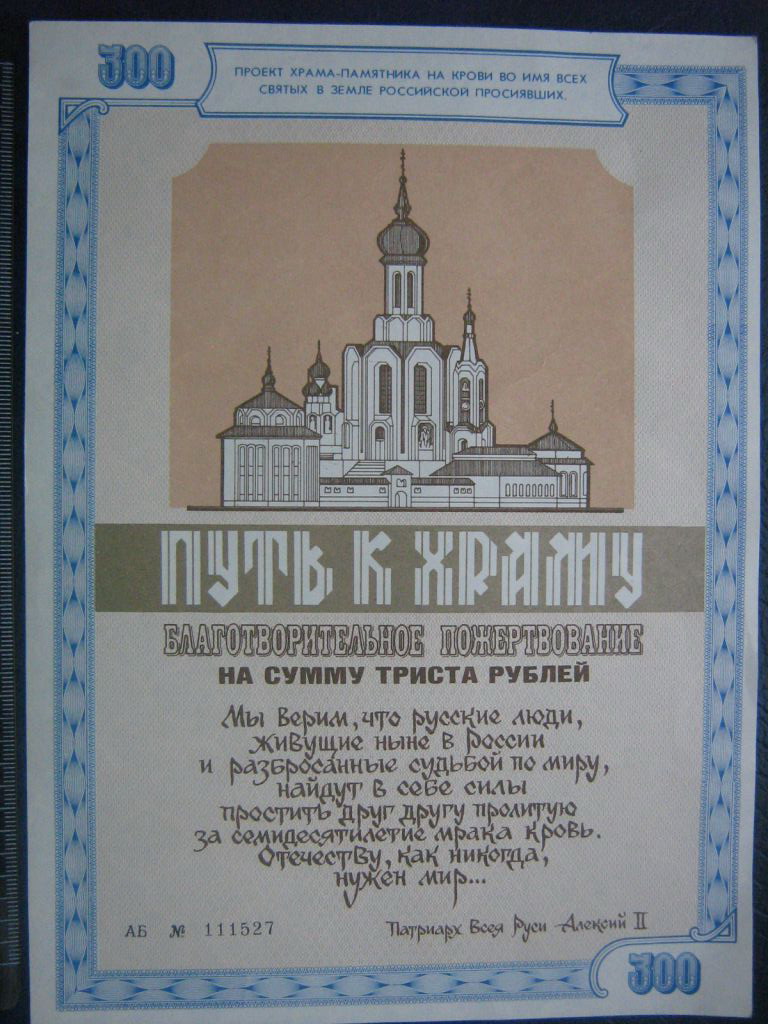 300
ПРОЕКТ ХРАМА-ПАМЯТНИКА НА КРОВИ ВО ИМЯ ВСЕХ
СВЯТЫХ В ЗЕМЛЕ РОССИЙСКОЙ ПРОСИЯВШИХ.
ПУТЬ К ХРАМУ
БЛАГОТВОРИТЕЛЬНОЕ ПОЖЕРТВОВАНИЕ
НА СУММУ ТРИСТА РУБЛЕЙ
Мы верим, что русские люди,
живущие ныне в России
и разбросанные судьбой по миру,
найдут в себе силы
простить друг другу пролитую
за семидесятилетие мрака кровь.
Отечеству, как никогда,
нужен мир...
АБ № 111527
Патриарх Всея Руси Алексий II
300